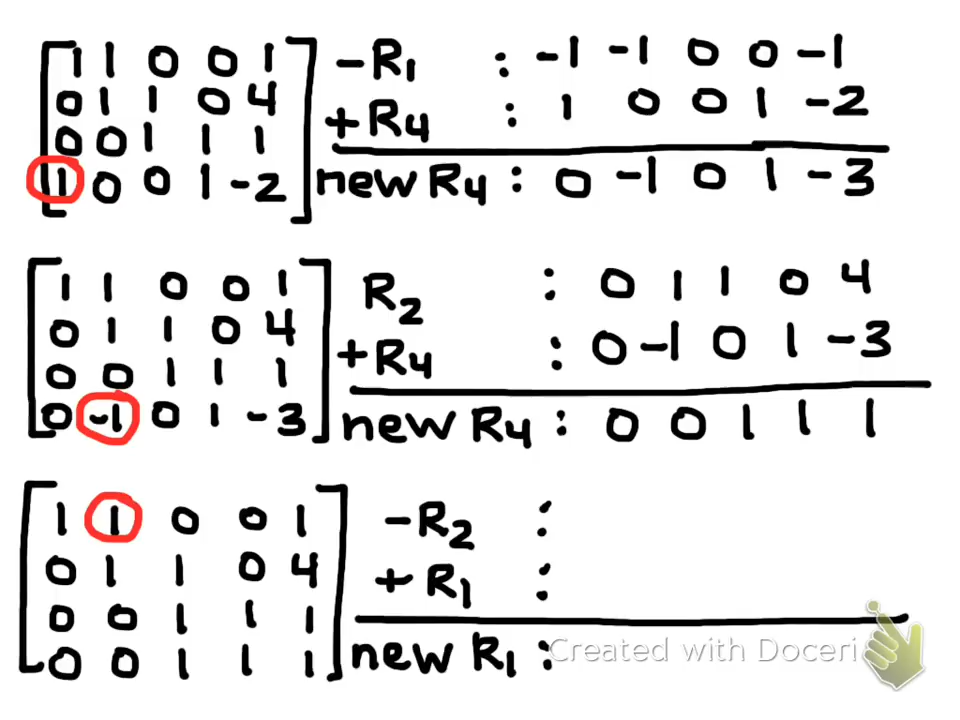 1 1 0 0 1 -R1 : -1 -1 0 0 -1
0 1 1 0 4 +R4 : 1 0 0 1 -2
0 0 1 1 1
1 0 0 1 -2 new R4 : 0 -1 0 1 -3
1 1 0 0 1 R2 : 0 1 1 0 4
0 1 1 0 4
0 0 1 1 1 +R4 : 0 -1 0 1 -3
0 -1 0 1 -3 new R4 : 0 0 1 1 1
1 1 0 0 1 -R2 :
0 1 1 0 4 +R1 :
0 0 1 1 1
0 0 1 1 1 new R1 :
Created with Doceri